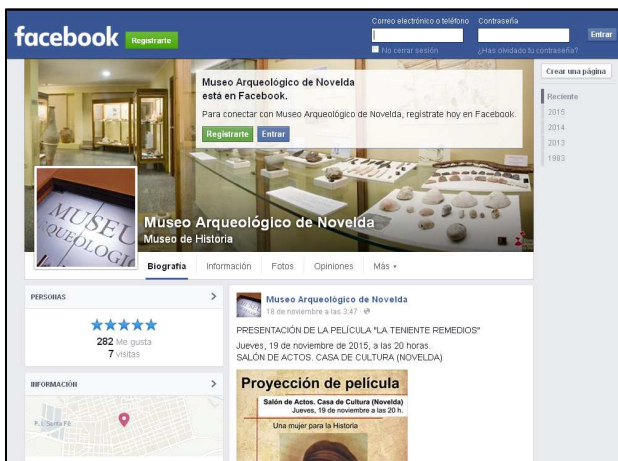 Correo electrónico o teléfono
Contraseña
facebook
Registrarte
Entrar
No cerrar sesión
¿Has olvidado tu contraseña?
Museo Arqueológico de Novelda
está en Facebook.
Para conectar con Museo Arqueológico de Novelda, regístrate hoy en Facebook.
Registrarte
Entrar
Crear una página
Reciente
2015
2014
2013
1983
MUSEU
ARQUEOLOGIC
Museo Arqueológico de Novelda
Museo de Historia
Biografía
Información
Fotos
Opiniones
Más
PERSONAS
282 Me gusta
7 visitas
INFORMACIÓN
P. I. Santa Fe
Museo Arqueológico de Novelda
18 de noviembre a las 3:47
PRESENTACIÓN DE LA PELÍCULA "LA TENIENTE REMEDIOS"
Jueves, 19 de noviembre de 2015, a las 20 horas.
SALÓN DE ACTOS. CASA DE CULTURA (NOVELDA)
Proyección de película
Salón de Actos. Casa de Cultura (Novelda)
Jueves, 19 de noviembre a las 20 h.
Una mujer para la Historia